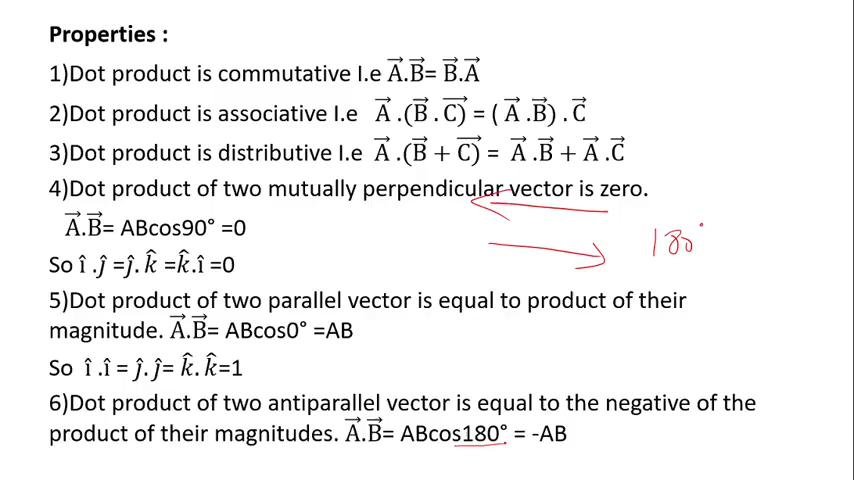 Properties :
1)Dot product is commutative I.e A⃗.B⃗= B⃗.A⃗
2)Dot product is associative I.e A⃗ .(B⃗ . C⃗) = ( A⃗ .B⃗) . C⃗
3)Dot product is distributive I.e A⃗ .(B⃗ + C⃗) = A⃗ .B⃗ + A⃗ .C⃗
4)Dot product of two mutually perpendicular vector is zero.
A⃗.B⃗= ABcos90° =0
180°
So î .ĵ =ĵ. k̂ =k̂.î =0
5)Dot product of two parallel vector is equal to product of their
magnitude. A⃗.B⃗= ABcos0° =AB
So î .î = ĵ. ĵ= k̂. k̂=1
6)Dot product of two antiparallel vector is equal to the negative of the
product of their magnitudes. A⃗.B⃗= ABcos180° = -AB